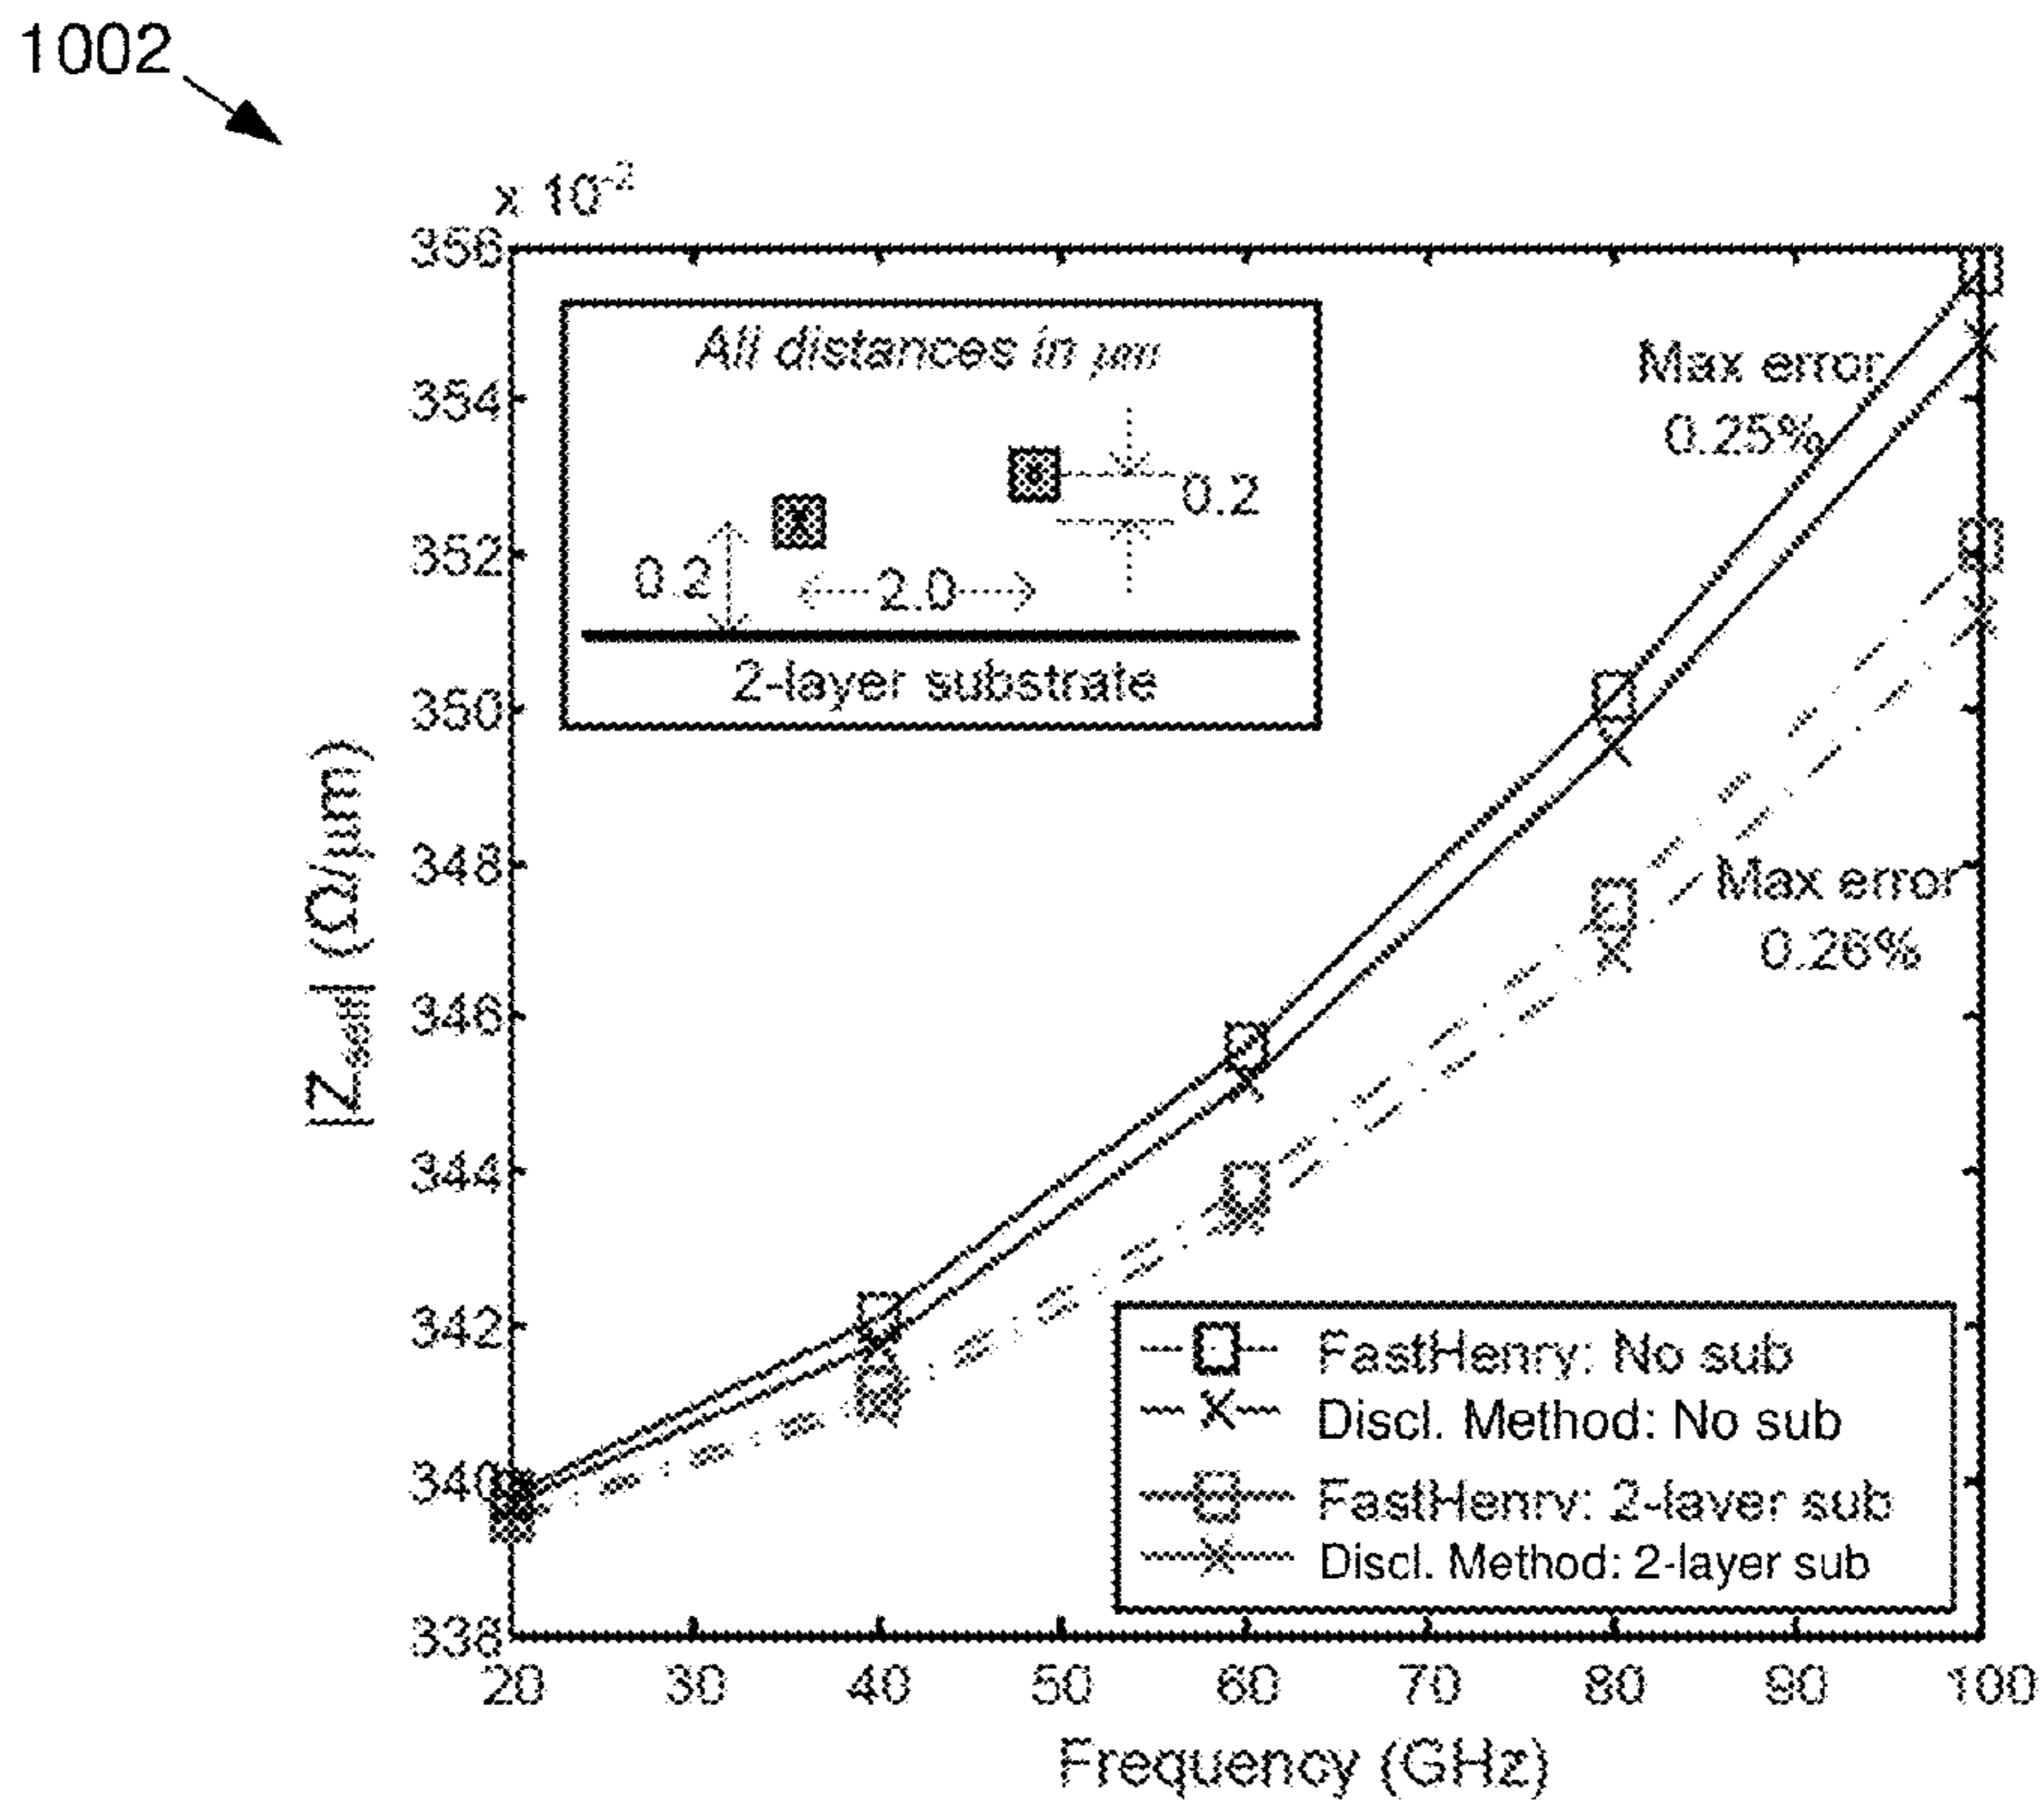 1002
x 10⁻²
356
354
352
350
348
346
344
342
340
338
|Z_self| (Ω/μm)
All distances in μm
0.2
0.2
2.0
2-layer substrate
Max error
0.25%
Max error
0.26%
FastHenry: No sub
Discl. Method: No sub
FastHenry: 2-layer sub
Discl. Method: 2-layer sub
20 30 40 50 60 70 80 90 100
Frequency (GHz)